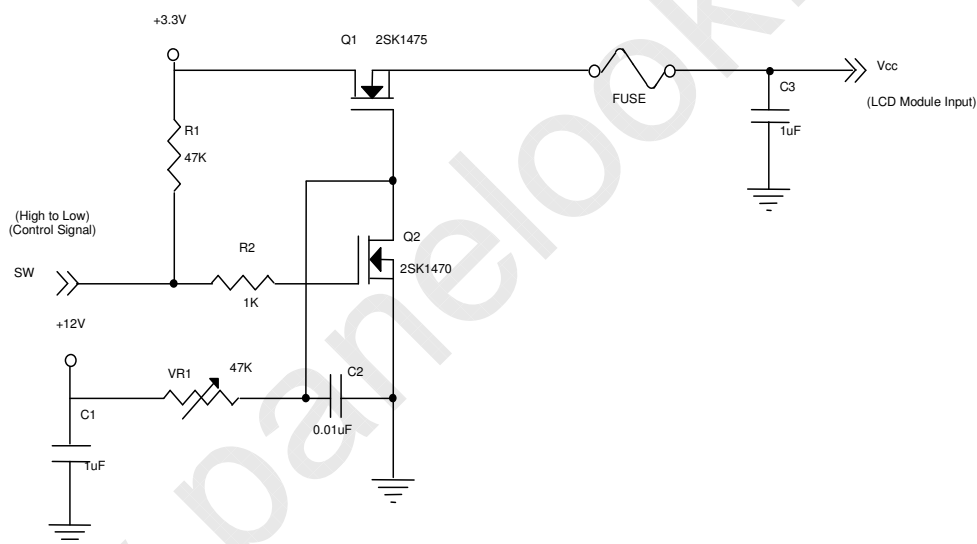 +3.3V
Q1 2SK1475
Vcc
FUSE
C3
(LCD Module Input)
1uF
R1
47K
(High to Low)
(Control Signal)
R2
Q2
SW
2SK1470
1K
+12V
VR1
47K
C2
C1
0.01uF
1uF
panelook